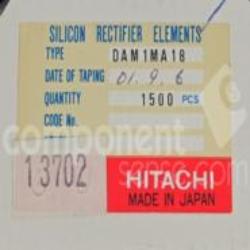 SILICON RECTIFIER ELEMENTS
TYPE DAM1MA18
DATE OF TAPING 01.9.6
QUANTITY 1500 PCS
CODE No.
component
sense.com
13702
HITACHI
MADE IN JAPAN